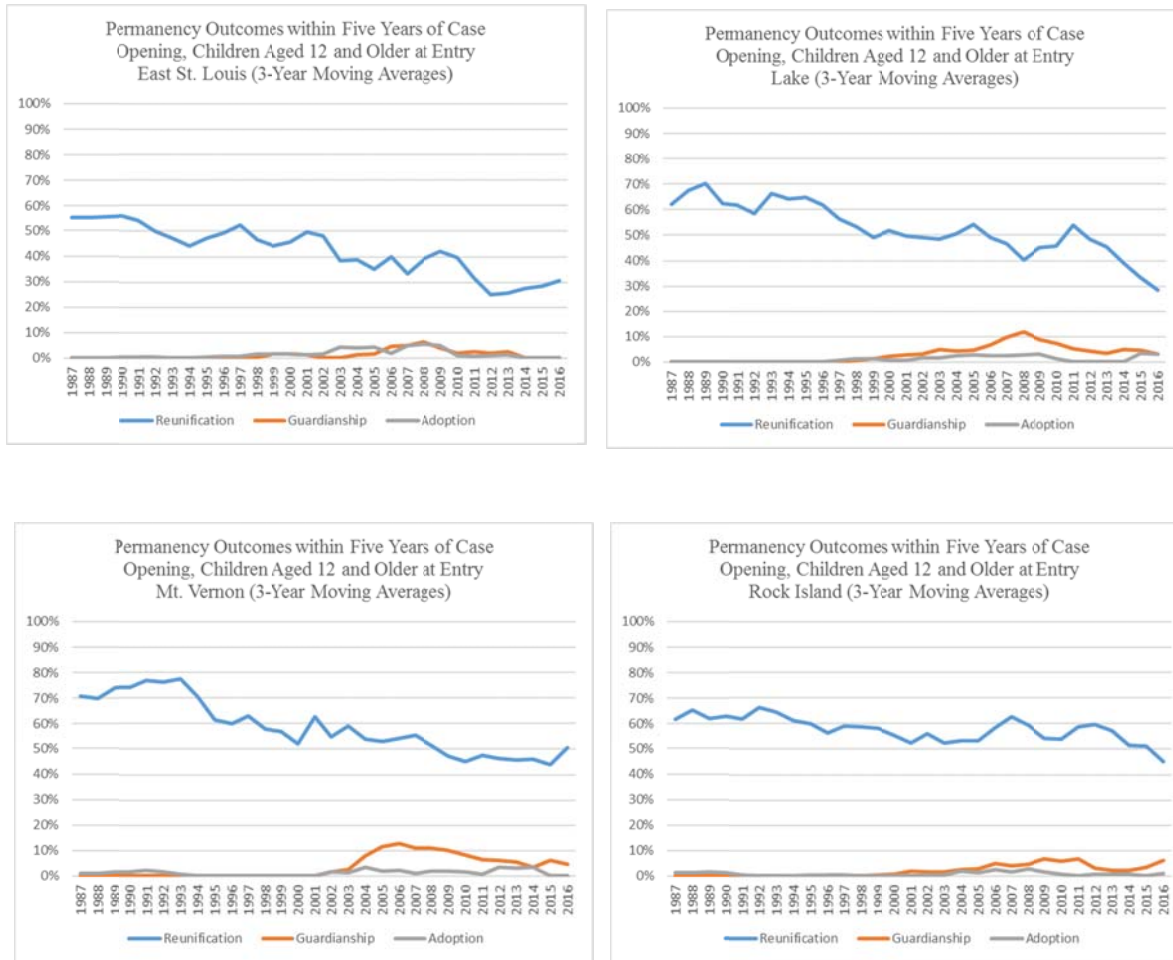 Permanency Outcomes within Five Years of Case
Opening, Children Aged 12 and Older at Entry
East St. Louis (3-Year Moving Averages)
100%
90%
80%
70%
60%
50%
40%
30%
20%
10%
0%
1987 1988 1989 1990 1991 1992 1993 1994 1995 1996 1997 1998 1999 2000 2001 2002 2003 2004 2005 2006 2007 2008 2009 2010 2011 2012 2013 2014 2015 2016
Reunification Guardianship Adoption
Permanency Outcomes within Five Years of Case
Opening, Children Aged 12 and Older at Entry
Lake (3-Year Moving Averages)
100%
90%
80%
70%
60%
50%
40%
30%
20%
10%
0%
1987 1988 1989 1990 1991 1992 1993 1994 1995 1996 1997 1998 1999 2000 2001 2002 2003 2004 2005 2006 2007 2008 2009 2010 2011 2012 2013 2014 2015 2016
Reunification Guardianship Adoption
Permanency Outcomes within Five Years of Case
Opening, Children Aged 12 and Older at Entry
Mt. Vernon (3-Year Moving Averages)
100%
90%
80%
70%
60%
50%
40%
30%
20%
10%
0%
1987 1988 1989 1990 1991 1992 1993 1994 1995 1996 1997 1998 1999 2000 2001 2002 2003 2004 2005 2006 2007 2008 2009 2010 2011 2012 2013 2014 2015 2016
Reunification Guardianship Adoption
Permanency Outcomes within Five Years of Case
Opening, Children Aged 12 and Older at Entry
Rock Island (3-Year Moving Averages)
100%
90%
80%
70%
60%
50%
40%
30%
20%
10%
0%
1987 1988 1989 1990 1991 1992 1993 1994 1995 1996 1997 1998 1999 2000 2001 2002 2003 2004 2005 2006 2007 2008 2009 2010 2011 2012 2013 2014 2015 2016
Reunification Guardianship Adoption